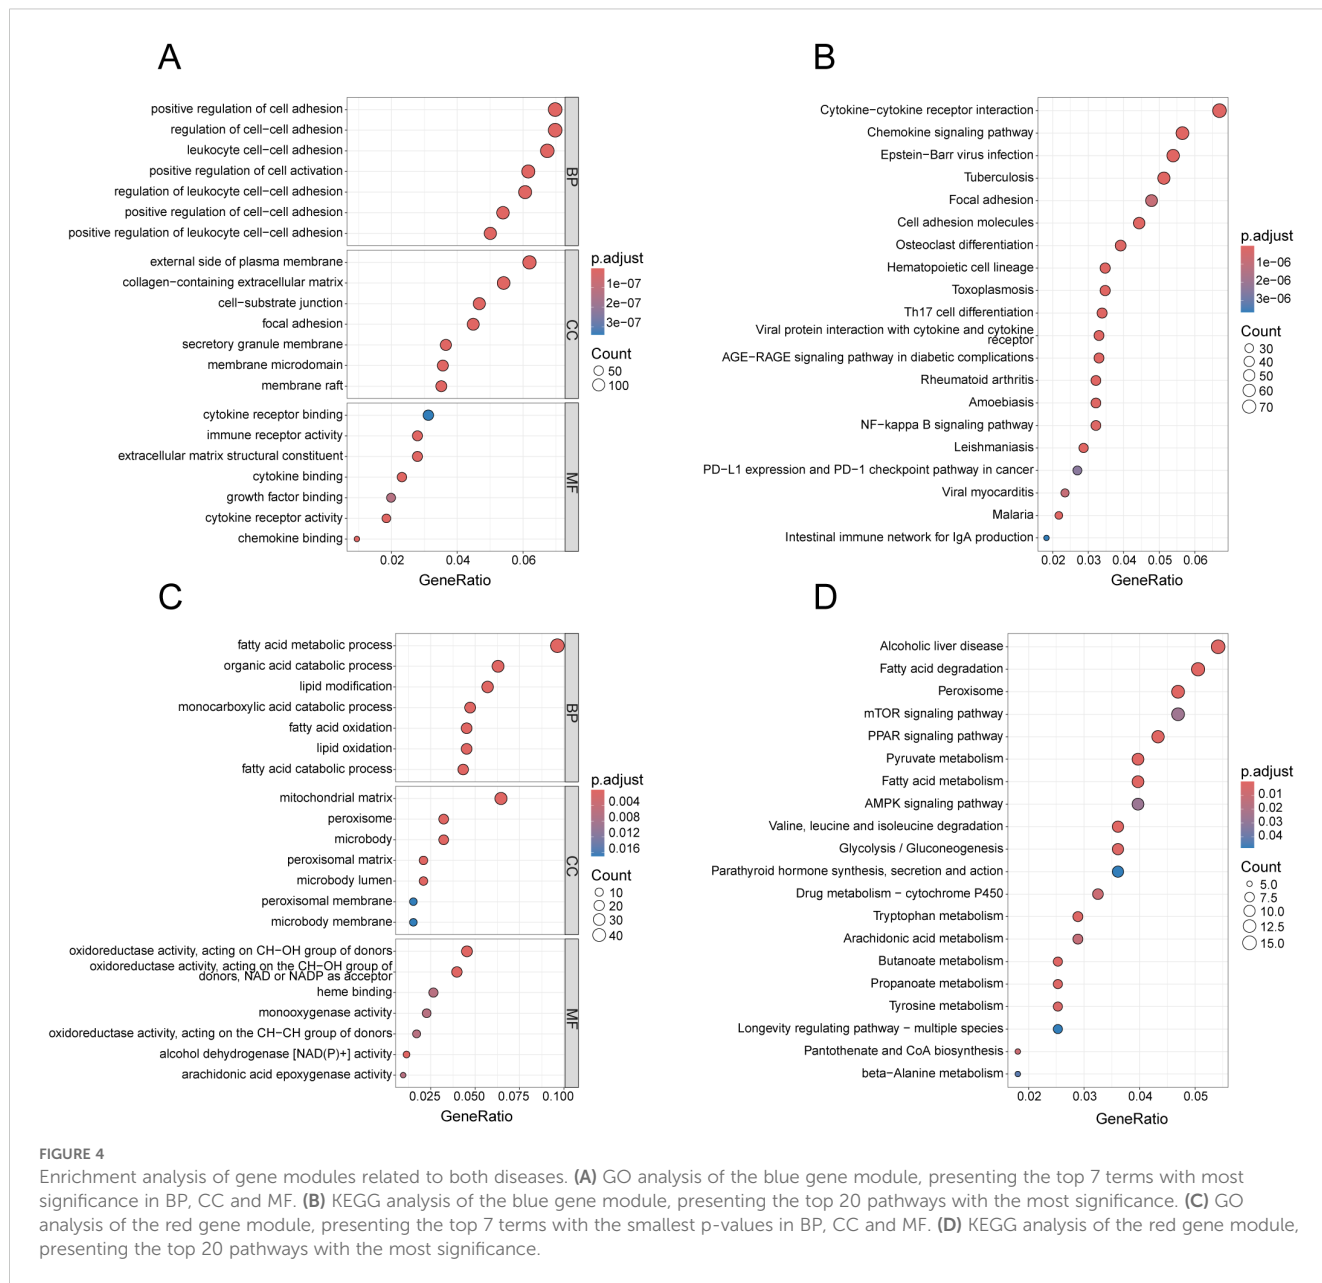 A
positive regulation of cell adhesion
regulation of cell−cell adhesion
leukocyte cell−cell adhesion
positive regulation of cell activation
regulation of leukocyte cell−cell adhesion
positive regulation of cell−cell adhesion
positive regulation of leukocyte cell−cell adhesion
BP
external side of plasma membrane
collagen−containing extracellular matrix
cell−substrate junction
focal adhesion
secretory granule membrane
membrane microdomain
membrane raft
CC
cytokine receptor binding
immune receptor activity
extracellular matrix structural constituent
cytokine binding
growth factor binding
cytokine receptor activity
chemokine binding
MF
0.02 0.04 0.06
GeneRatio
p.adjust
1e−07
2e−07
3e−07
Count
50
100
B
Cytokine−cytokine receptor interaction
Chemokine signaling pathway
Epstein−Barr virus infection
Tuberculosis
Focal adhesion
Cell adhesion molecules
Osteoclast differentiation
Hematopoietic cell lineage
Toxoplasmosis
Th17 cell differentiation
Viral protein interaction with cytokine and cytokine
receptor
AGE−RAGE signaling pathway in diabetic complications
Rheumatoid arthritis
Amoebiasis
NF−kappa B signaling pathway
Leishmaniasis
PD−L1 expression and PD−1 checkpoint pathway in cancer
Viral myocarditis
Malaria
Intestinal immune network for IgA production
0.02 0.03 0.04 0.05 0.06
GeneRatio
p.adjust
1e−06
2e−06
3e−06
Count
30
40
50
60
70
C
fatty acid metabolic process
organic acid catabolic process
lipid modification
monocarboxylic acid catabolic process
fatty acid oxidation
lipid oxidation
fatty acid catabolic process
BP
mitochondrial matrix
peroxisome
microbody
peroxisomal matrix
microbody lumen
peroxisomal membrane
microbody membrane
CC
oxidoreductase activity, acting on CH−OH group of donors
oxidoreductase activity, acting on the CH−OH group of
donors, NAD or NADP as acceptor
heme binding
monooxygenase activity
oxidoreductase activity, acting on the CH−CH group of donors
alcohol dehydrogenase [NAD(P)+] activity
arachidonic acid epoxygenase activity
MF
0.025 0.050 0.075 0.100
GeneRatio
p.adjust
0.004
0.008
0.012
0.016
Count
10
20
30
40
D
Alcoholic liver disease
Fatty acid degradation
Peroxisome
mTOR signaling pathway
PPAR signaling pathway
Pyruvate metabolism
Fatty acid metabolism
AMPK signaling pathway
Valine, leucine and isoleucine degradation
Glycolysis / Gluconeogenesis
Parathyroid hormone synthesis, secretion and action
Drug metabolism − cytochrome P450
Tryptophan metabolism
Arachidonic acid metabolism
Butanoate metabolism
Propanoate metabolism
Tyrosine metabolism
Longevity regulating pathway − multiple species
Pantothenate and CoA biosynthesis
beta−Alanine metabolism
0.02 0.03 0.04 0.05
GeneRatio
p.adjust
0.01
0.02
0.03
0.04
Count
5.0
7.5
10.0
12.5
15.0
FIGURE 4
Enrichment analysis of gene modules related to both diseases. (A) GO analysis of the blue gene module, presenting the top 7 terms with most
significance in BP, CC and MF. (B) KEGG analysis of the blue gene module, presenting the top 20 pathways with the most significance. (C) GO
analysis of the red gene module, presenting the top 7 terms with the smallest p-values in BP, CC and MF. (D) KEGG analysis of the red gene module,
presenting the top 20 pathways with the most significance.